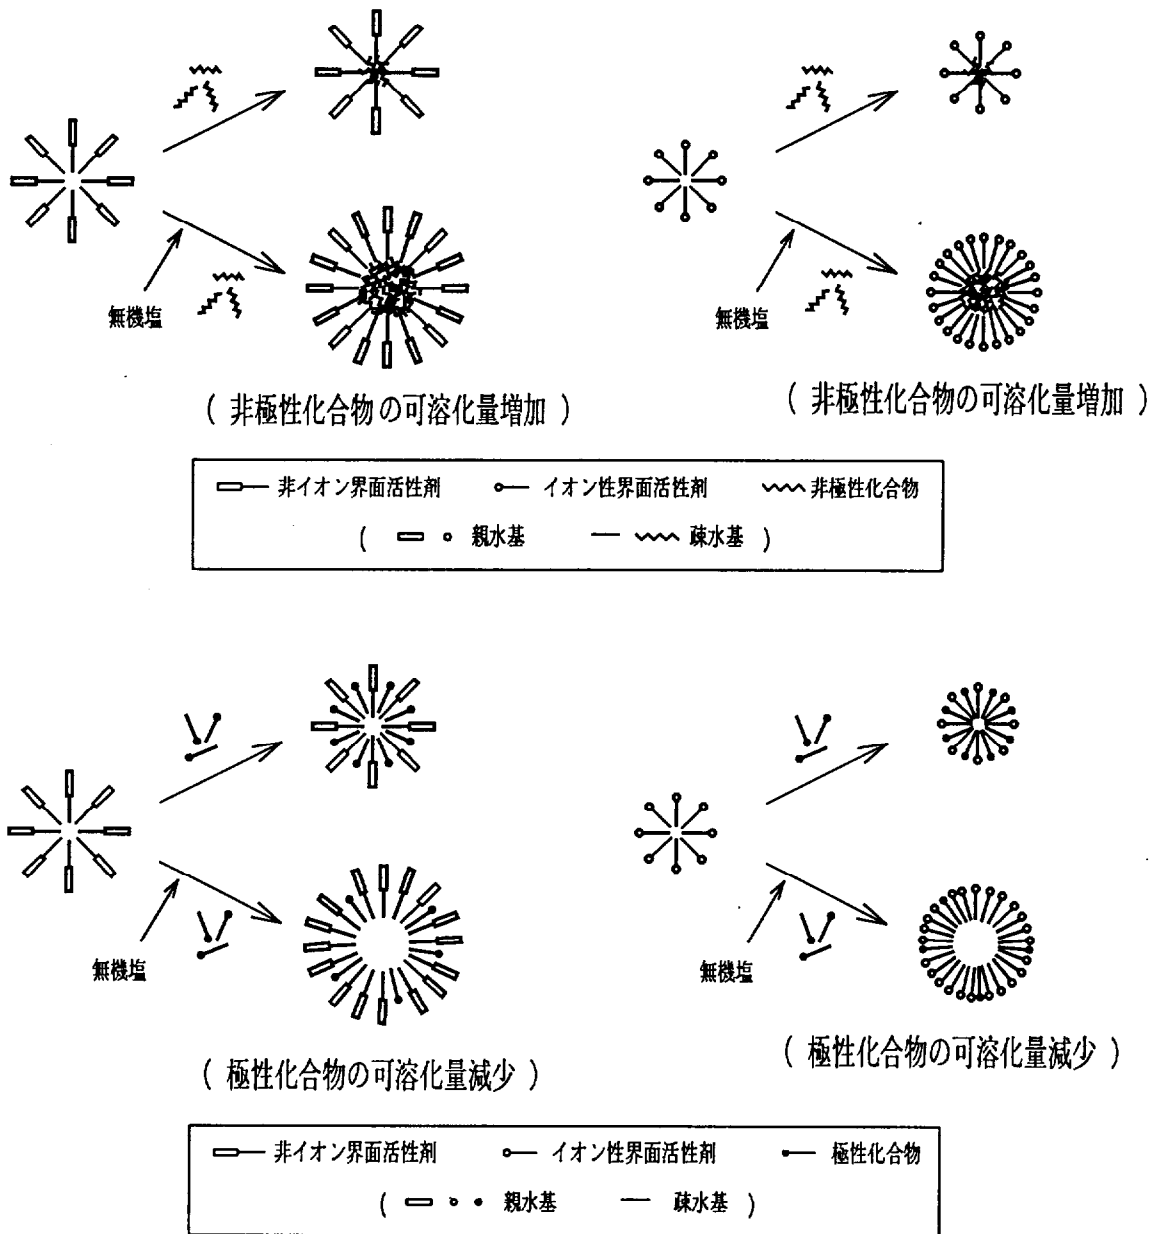 無機塩
無機塩
( 非極性化合物の可溶化量増加 )
( 非極性化合物の可溶化量増加 )
非イオン界面活性剤 イオン性界面活性剤 非極性化合物
( 親水基 疎水基 )
無機塩
無機塩
( 極性化合物の可溶化量減少 )
( 極性化合物の可溶化量減少 )
非イオン界面活性剤 イオン性界面活性剤 極性化合物
( 親水基 疎水基 )